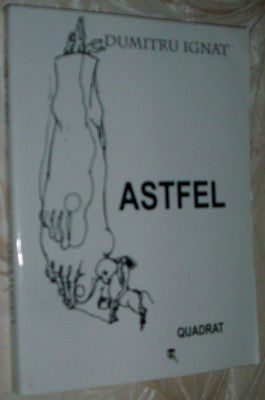 DUMITRU IGNAT
ASTFEL
QUADRAT